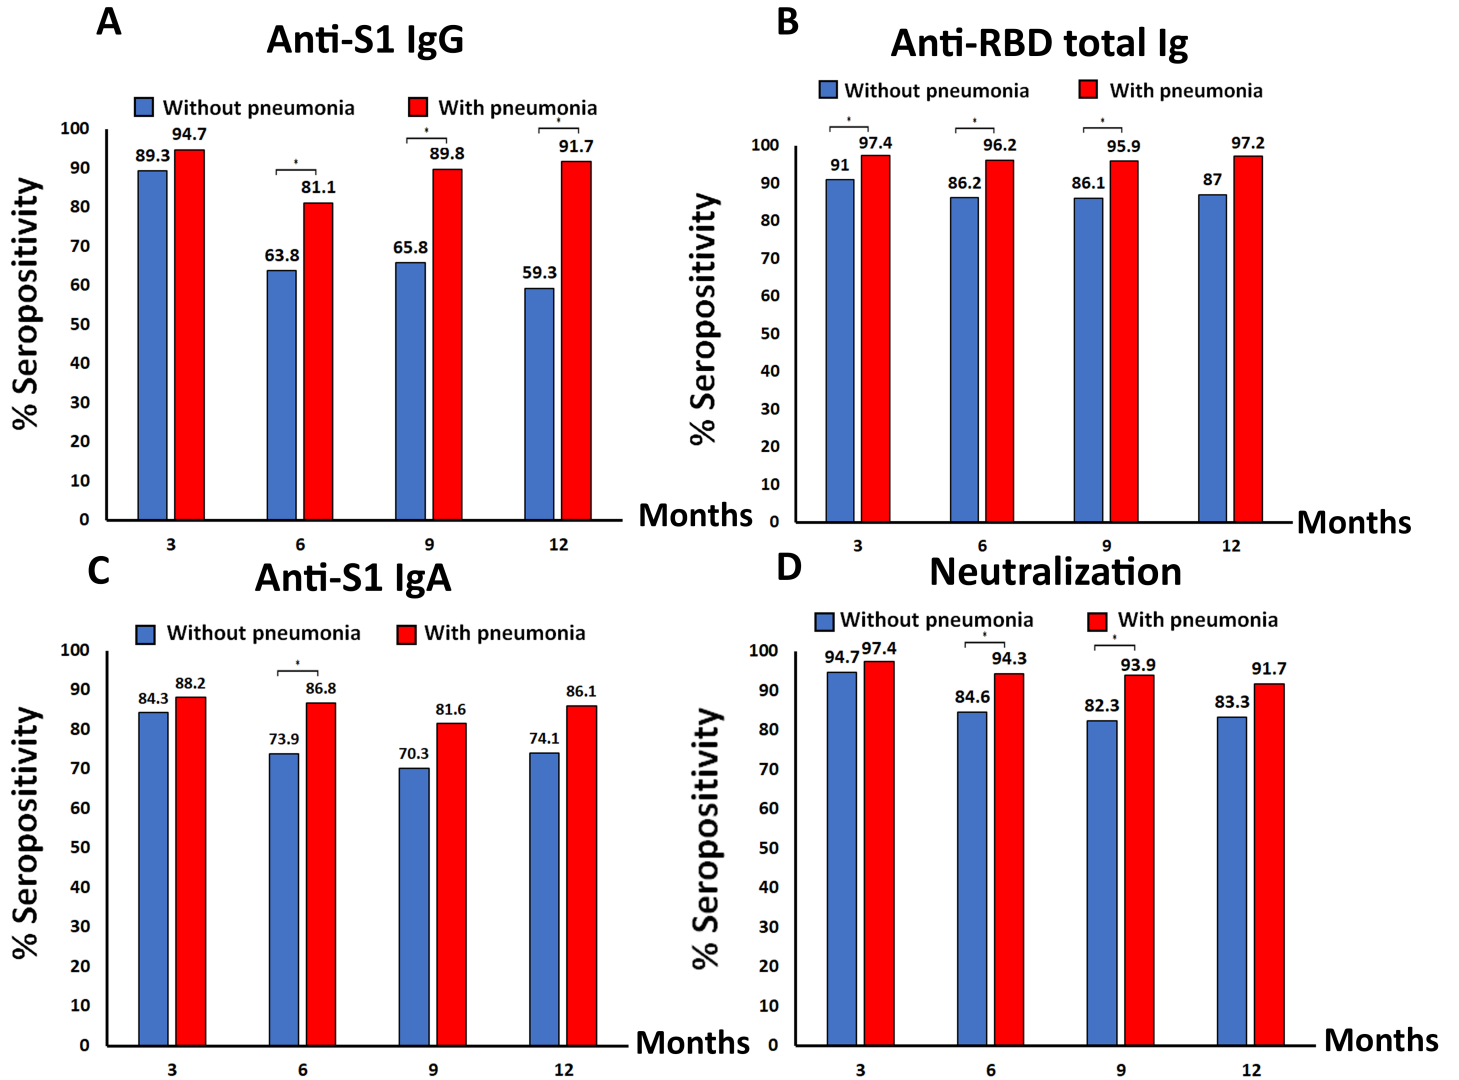 A
Anti-S1 IgG
Without pneumonia With pneumonia
% Seropositivity
100
90
80
70
60
50
40
30
20
10
0
89.3 94.7
* 63.8 81.1
* 65.8 89.8
* 59.3 91.7
3 6 9 12
Months
B
Anti-RBD total Ig
Without pneumonia With pneumonia
% Seropositivity
100
90
80
70
60
50
40
30
20
10
0
* 91 97.4
* 86.2 96.2
* 86.1 95.9
87 97.2
3 6 9 12
Months
C
Anti-S1 IgA
Without pneumonia With pneumonia
% Seropositivity
100
90
80
70
60
50
40
30
20
10
0
84.3 88.2
* 73.9 86.8
70.3 81.6
74.1 86.1
3 6 9 12
Months
D
Neutralization
Without pneumonia With pneumonia
% Seropositivity
100
90
80
70
60
50
40
30
20
10
0
94.7 97.4
* 84.6 94.3
* 82.3 93.9
83.3 91.7
3 6 9 12
Months